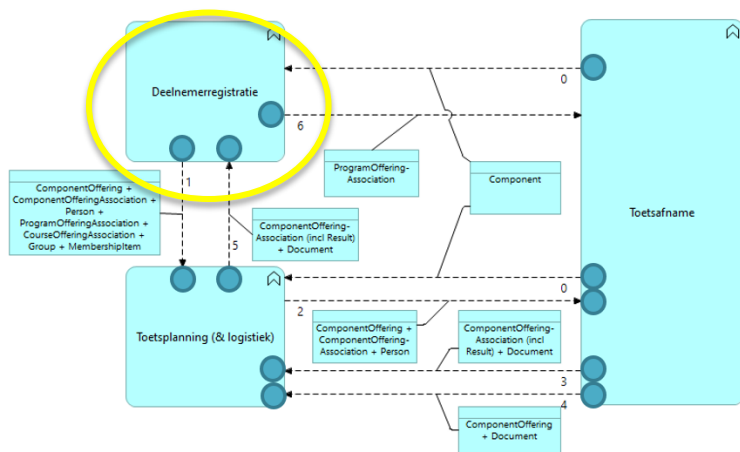 Deelnemerregistratie
0
6
ProgramOffering-
Association
Component
Toetsafname
1
ComponentOffering +
ComponentOfferingAssociation +
Person +
ProgramOfferingAssociation +
CourseOfferingAssociation +
Group + MembershipItem
5
ComponentOffering-
Association (incl Result)
+ Document
Toetsplanning (& logistiek)
0
2
ComponentOffering +
ComponentOffering-
Association + Person
ComponentOffering-
Association (incl
Result) + Document
3
4
ComponentOffering
+ Document